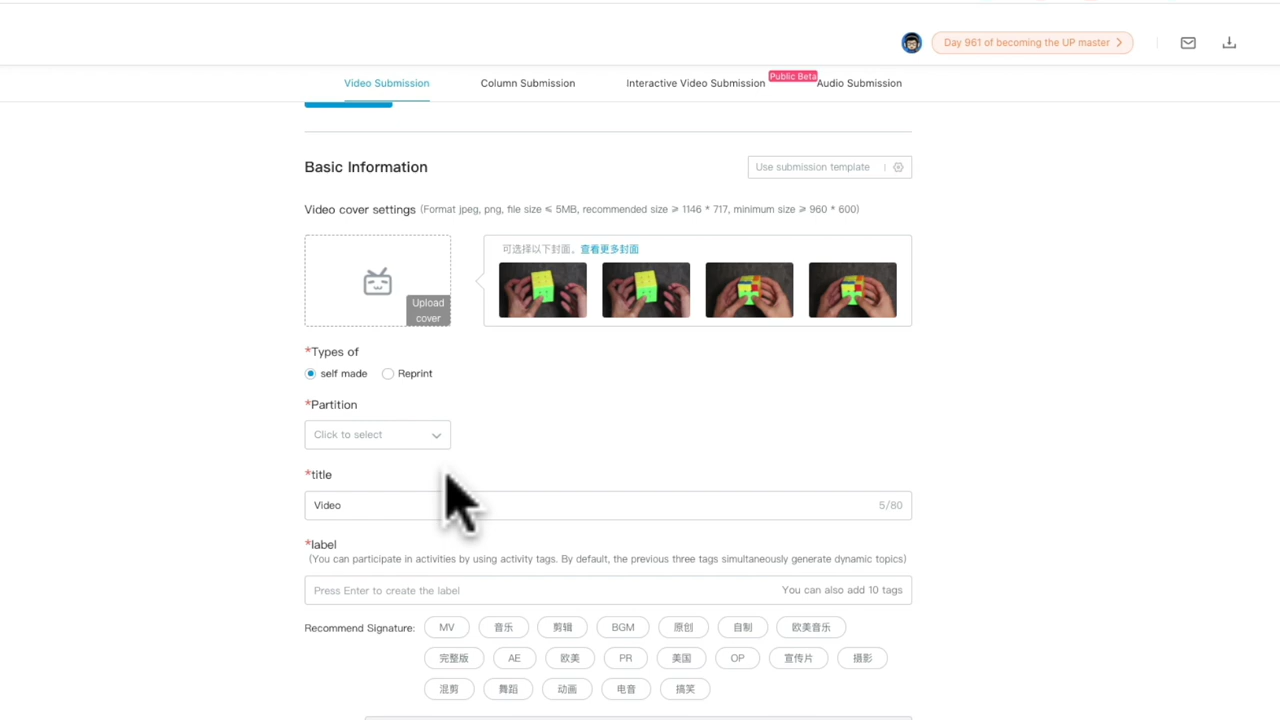 Day 961 of becoming the UP master
Video Submission
Column Submission
Interactive Video Submission
Public Beta
Audio Submission
Basic Information
Use submission template
Video cover settings (Format jpeg, png, file size ≤ 5MB, recommended size ≥ 1146 * 717, minimum size ≥ 960 * 600)
可选择以下封面。查看更多封面
Upload
cover
*Types of
self made
Reprint
*Partition
Click to select
*title
Video
5/80
*label
(You can participate in activities by using activity tags. By default, the previous three tags simultaneously generate dynamic topics)
Press Enter to create the label
You can also add 10 tags
Recommend Signature:
MV
音乐
剪辑
BGM
原创
自制
欧美音乐
完整版
AE
欧美
PR
美国
OP
宣传片
摄影
混剪
舞蹈
动画
电音
搞笑